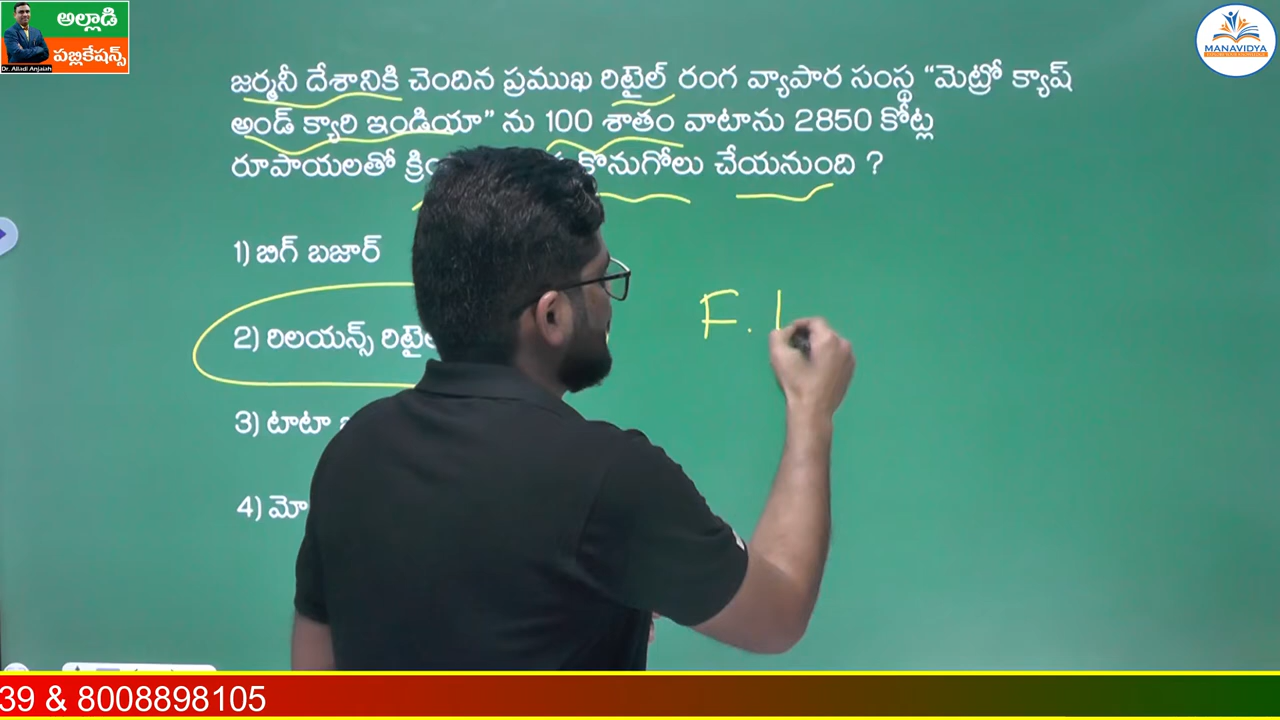 అల్లాడి
పబ్లికేషన్స్
Dr. Alladi Anjaiah
MANAVIDYA
జర్మనీ దేశానికి చెందిన ప్రముఖ రిటైల్ రంగ వ్యాపార సంస్థ “మెట్రో క్యాష్
అండ్ క్యారి ఇండియా” ను 100 శాతం వాటాను 2850 కోట్ల
రూపాయలతో కొనుగోలు చేయనుంది ?
1) బిగ్ బజార్
2) రిలయన్స్ రిటైల్
F.
3) టాటా
4)
39 & 8008898105